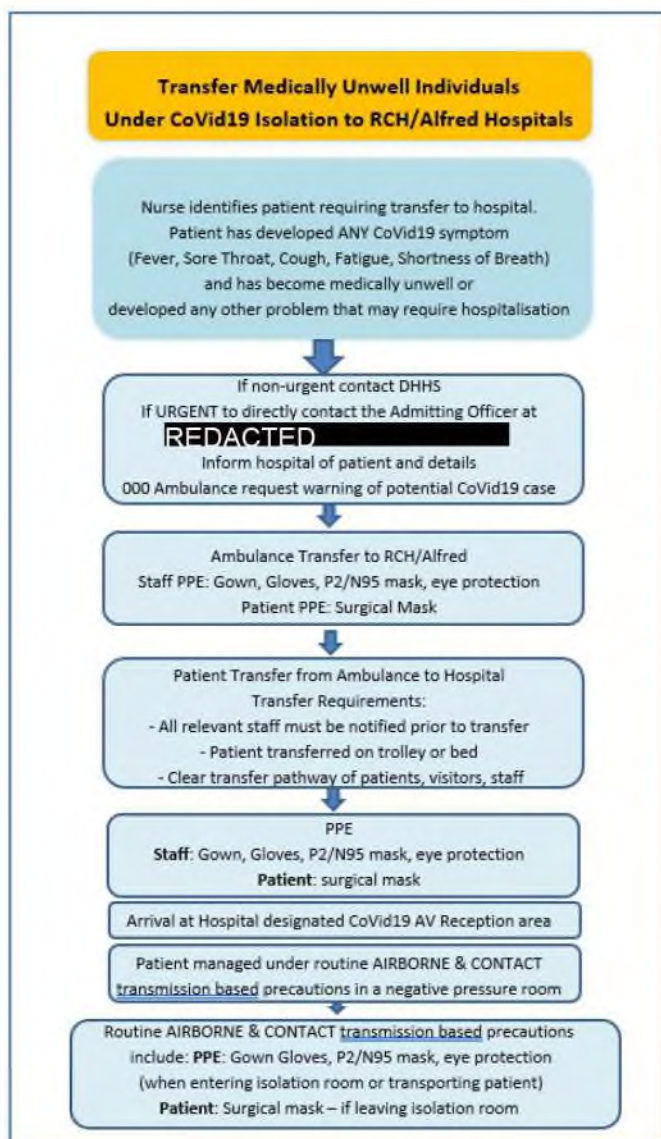 Transfer Medically Unwell Individuals
Under CoVid19 Isolation to RCH/Alfred Hospitals
Nurse identifies patient requiring transfer to hospital.
Patient has developed ANY CoVid19 symptom
(Fever, Sore Throat, Cough, Fatigue, Shortness of Breath)
and has become medically unwell or
developed any other problem that may require hospitalisation
If non-urgent contact DHHS
If URGENT to directly contact the Admitting Officer at
REDACTED
Inform hospital of patient and details
000 Ambulance request warning of potential CoVid19 case
Ambulance Transfer to RCH/Alfred
Staff PPE: Gown, Gloves, P2/N95 mask, eye protection
Patient PPE: Surgical Mask
Patient Transfer from Ambulance to Hospital
Transfer Requirements:
- All relevant staff must be notified prior to transfer
- Patient transferred on trolley or bed
- Clear transfer pathway of patients, visitors, staff
PPE
Staff: Gown, Gloves, P2/N95 mask, eye protection
Patient: surgical mask
Arrival at Hospital designated CoVid19 AV Reception area
Patient managed under routine AIRBORNE & CONTACT
transmission based precautions in a negative pressure room
Routine AIRBORNE & CONTACT transmission based precautions
include: PPE: Gown Gloves, P2/N95 mask, eye protection
(when entering isolation room or transporting patient)
Patient: Surgical mask – if leaving isolation room